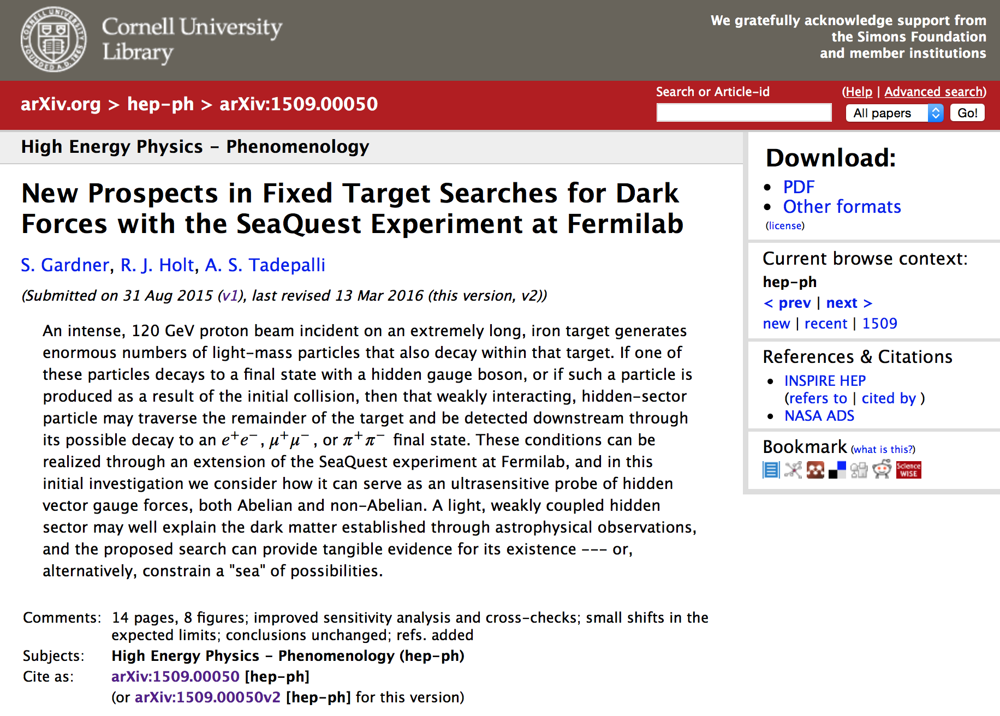 Cornell University
Library
We gratefully acknowledge support from
the Simons Foundation
and member institutions
arXiv.org > hep-ph > arXiv:1509.00050
Search or Article-id
(Help | Advanced search)
All papers
Go!
High Energy Physics - Phenomenology
New Prospects in Fixed Target Searches for Dark
Forces with the SeaQuest Experiment at Fermilab
S. Gardner, R. J. Holt, A. S. Tadepalli
(Submitted on 31 Aug 2015 (v1), last revised 13 Mar 2016 (this version, v2))
An intense, 120 GeV proton beam incident on an extremely long, iron target generates
enormous numbers of light-mass particles that also decay within that target. If one of
these particles decays to a final state with a hidden gauge boson, or if such a particle is
produced as a result of the initial collision, then that weakly interacting, hidden-sector
particle may traverse the remainder of the target and be detected downstream through
its possible decay to an e⁺e⁻, μ⁺μ⁻, or π⁺π⁻ final state. These conditions can be
realized through an extension of the SeaQuest experiment at Fermilab, and in this
initial investigation we consider how it can serve as an ultrasensitive probe of hidden
vector gauge forces, both Abelian and non-Abelian. A light, weakly coupled hidden
sector may well explain the dark matter established through astrophysical observations,
and the proposed search can provide tangible evidence for its existence --- or,
alternatively, constrain a "sea" of possibilities.
Comments: 14 pages, 8 figures; improved sensitivity analysis and cross-checks; small shifts in the
expected limits; conclusions unchanged; refs. added
Subjects: High Energy Physics - Phenomenology (hep-ph)
Cite as: arXiv:1509.00050 [hep-ph]
(or arXiv:1509.00050v2 [hep-ph] for this version)
Download:
• PDF
• Other formats
(license)
Current browse context:
hep-ph
< prev | next >
new | recent | 1509
References & Citations
• INSPIRE HEP
(refers to | cited by )
• NASA ADS
Bookmark (what is this?)
Science
WISE